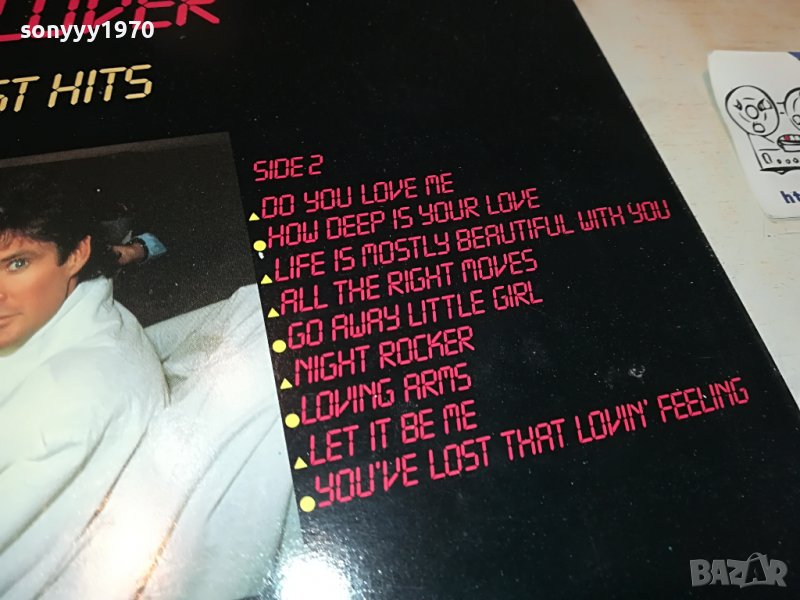 sonyyy1970
LOVER
ST HITS
SIDE 2
DO YOU LOVE ME
HOW DEEP IS YOUR LOVE
LIFE IS MOSTLY BEAUTIFUL WITH YOU
ALL THE RIGHT MOVES
GO AWAY LITTLE GIRL
NIGHT ROCKER
LOVING ARMS
LET IT BE ME
YOU'VE LOST THAT LOVIN' FEELING
ht
BAZAR